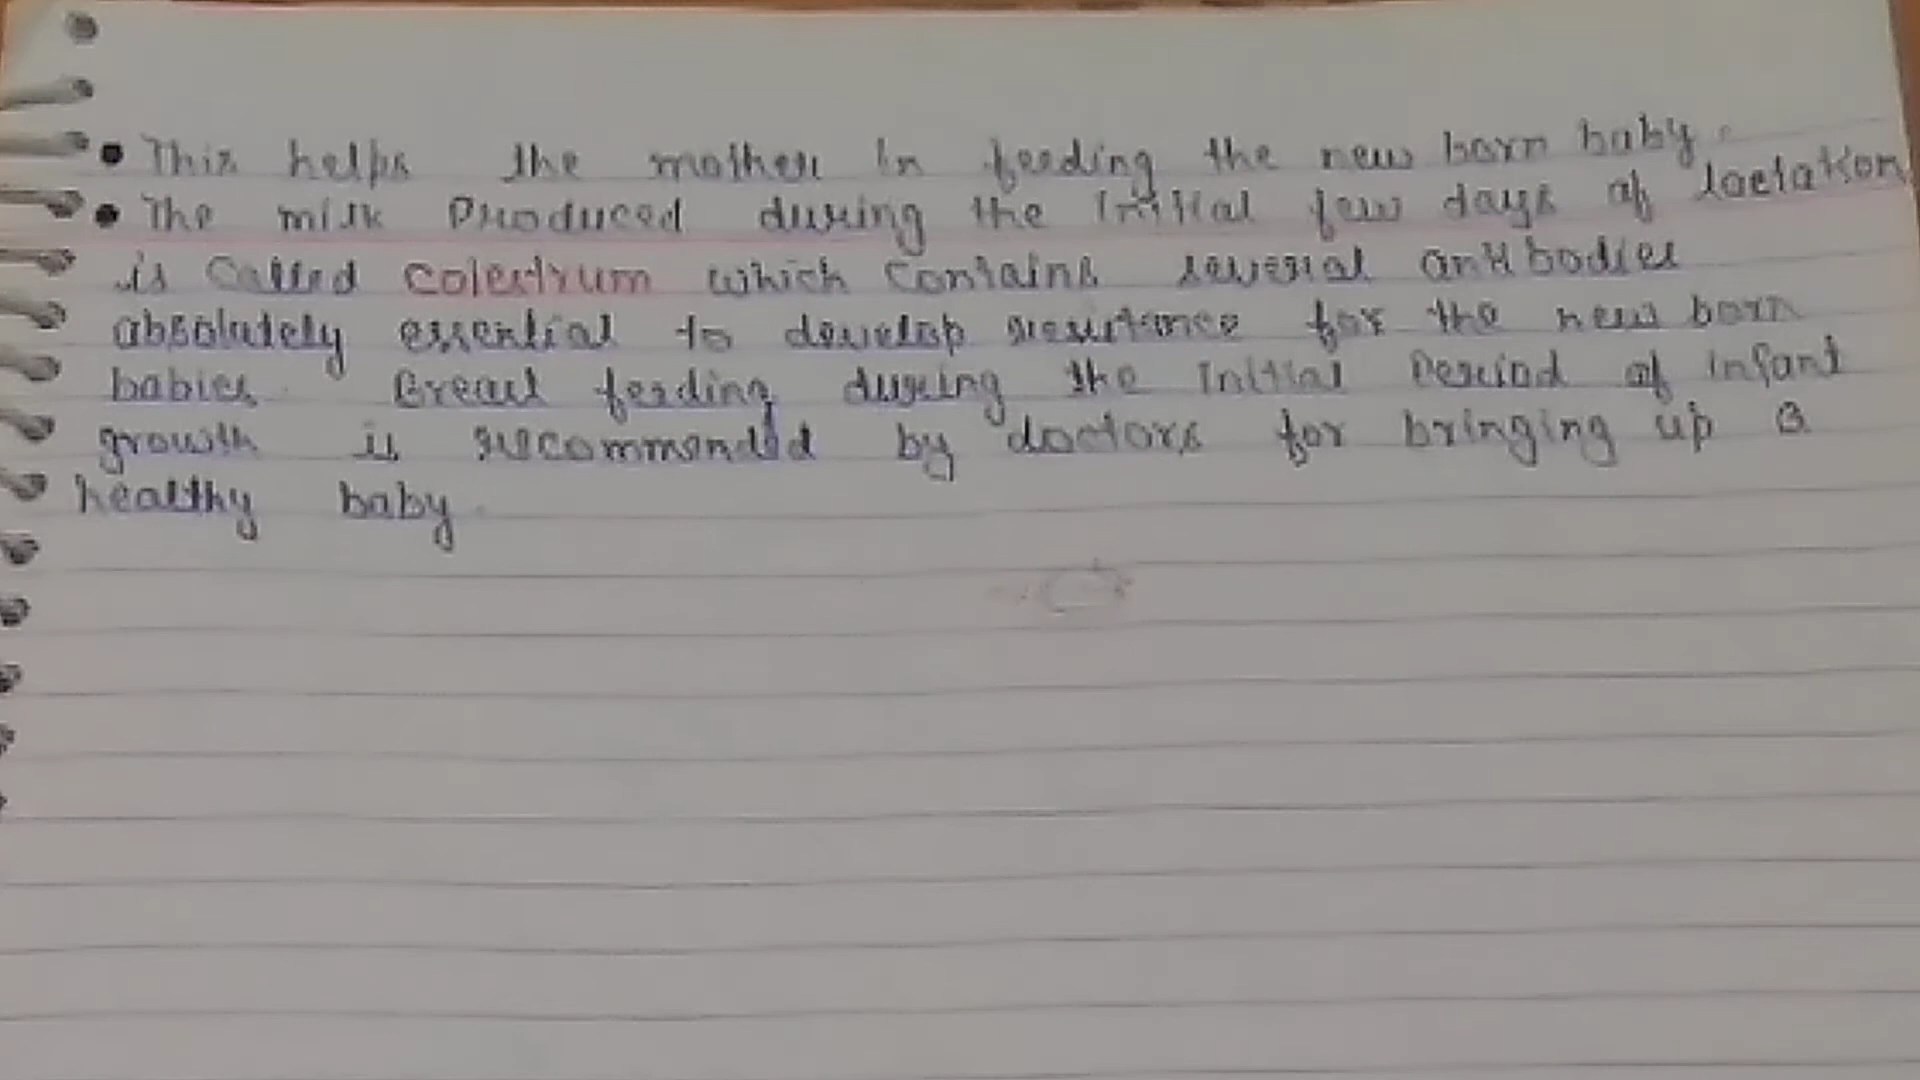 • This helps the mother in feeding the new born baby.
• The milk Produced during the initial few days of lactation
is Called colestrum which contains several antibodies
absolutely essential to develop resistance for the new born
babies. Breast feeding during the initial Period of infant
growth is recommended by doctors for bringing up a
healthy baby.